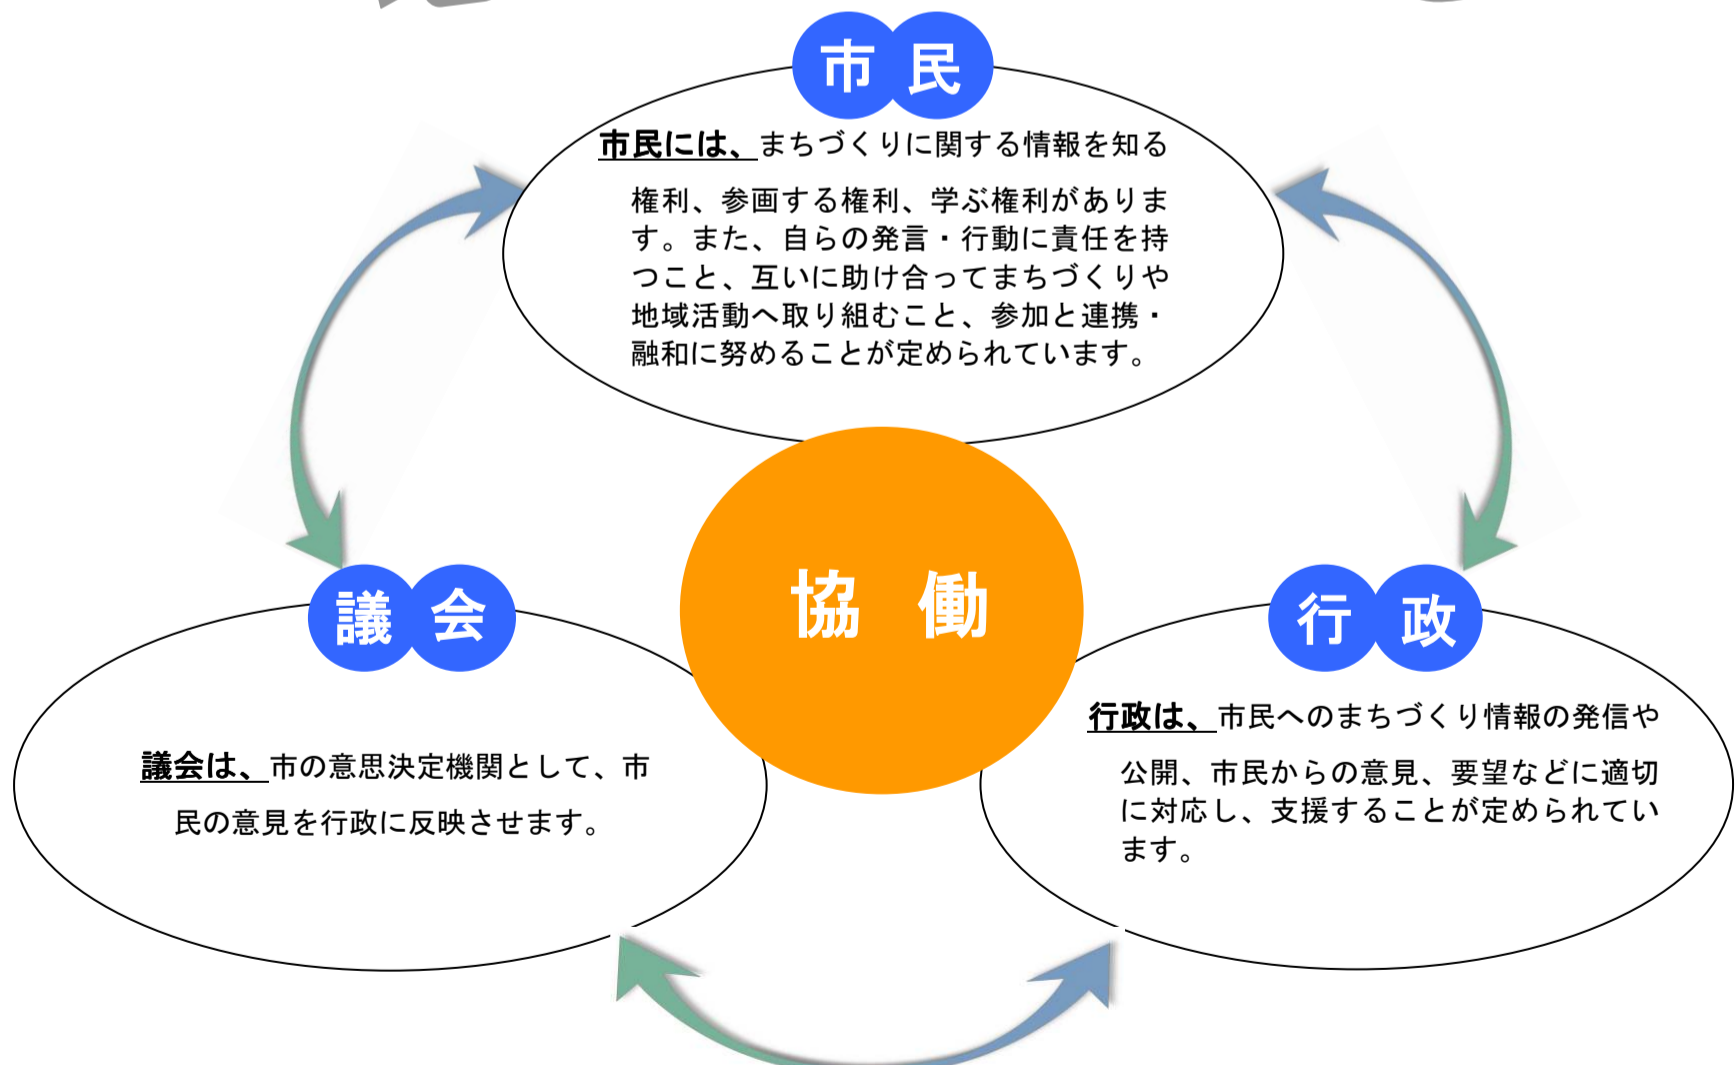 市民
市民には、まちづくりに関する情報を知る
権利、参画する権利、学ぶ権利がありま
す。また、自らの発言・行動に責任を持
つこと、互いに助け合ってまちづくりや
地域活動へ取り組むこと、参加と連携・
融和に努めることが定められています。
協働
議会
議会は、市の意思決定機関として、市
民の意見を行政に反映させます。
行政
行政は、市民へのまちづくり情報の発信や
公開、市民からの意見、要望などに適切
に対応し、支援することが定められてい
ます。